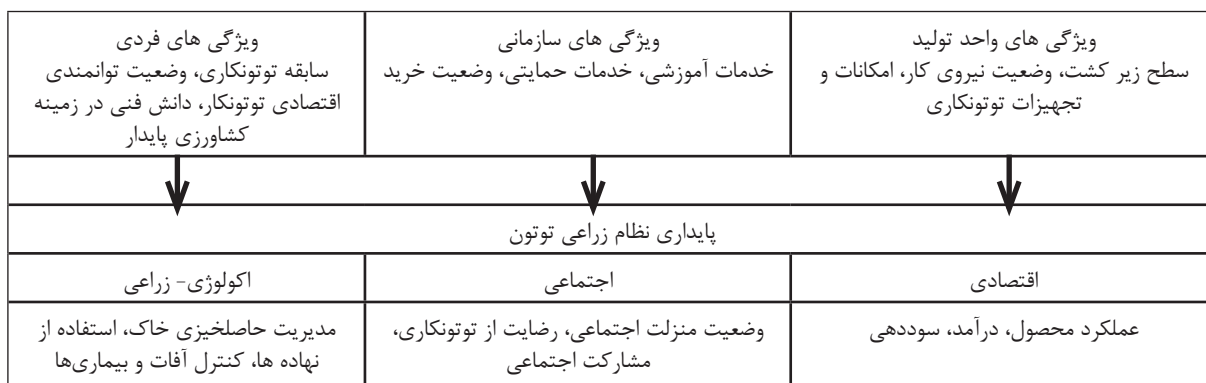 ویژگی های واحد تولید
سطح زیر کشت، وضعیت نیروی کار، امکانات و
تجهیزات توتونکاری
ویژگی های سازمانی
خدمات آموزشی، خدمات حمایتی، وضعیت خرید
ویژگی های فردی
سابقه توتونکاری، وضعیت توانمندی
اقتصادی توتونکار، دانش فنی در زمینه
کشاورزی پایدار
پایداری نظام زراعی توتون
اقتصادی
اجتماعی
اکولوژی- زراعی
عملکرد محصول، درآمد، سوددهی
وضعیت منزلت اجتماعی، رضایت از توتونکاری،
مشارکت اجتماعی
مدیریت حاصلخیزی خاک، استفاده از
نهاده ها، کنترل آفات و بیماری‌ها